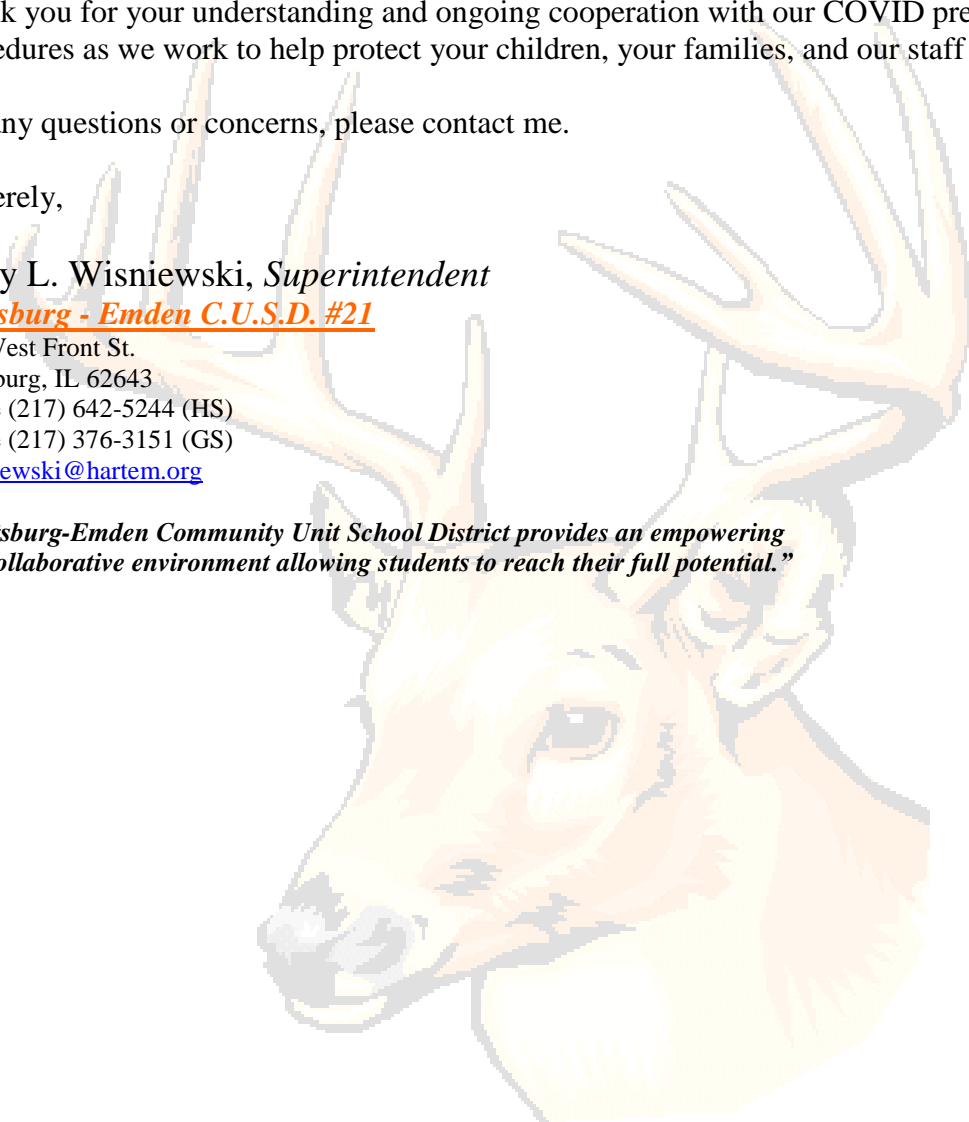 k you for your understanding and ongoing cooperation with our COVID pre
edures as we work to help protect your children, your families, and our staff
any questions or concerns, please contact me.
erely,
y L. Wisniewski, Superintendent
sburg - Emden C.U.S.D. #21
West Front St.
burg, IL 62643
(217) 642-5244 (HS)
(217) 376-3151 (GS)
ewski@hartem.org
sburg-Emden Community Unit School District provides an empowering
ollaborative environment allowing students to reach their full potential.”